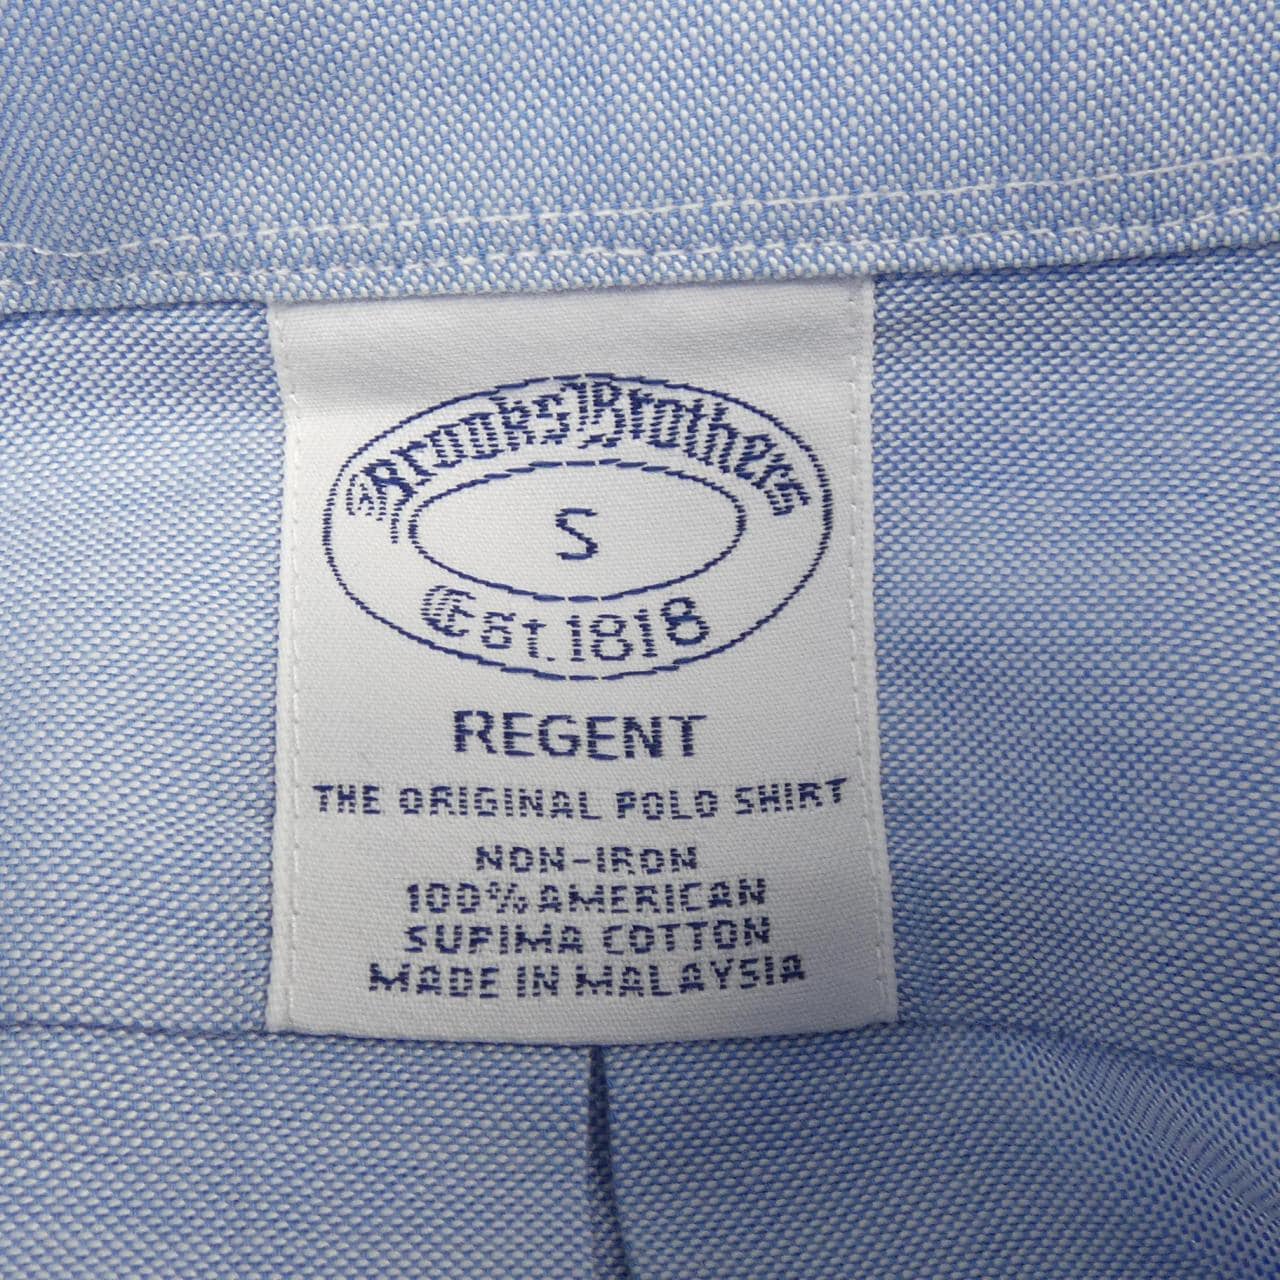 Brooks Brothers
S
Est. 1818
REGENT
THE ORIGINAL POLO SHIRT
NON-IRON
100% AMERICAN
SUPIMA COTTON
MADE IN MALAYSIA